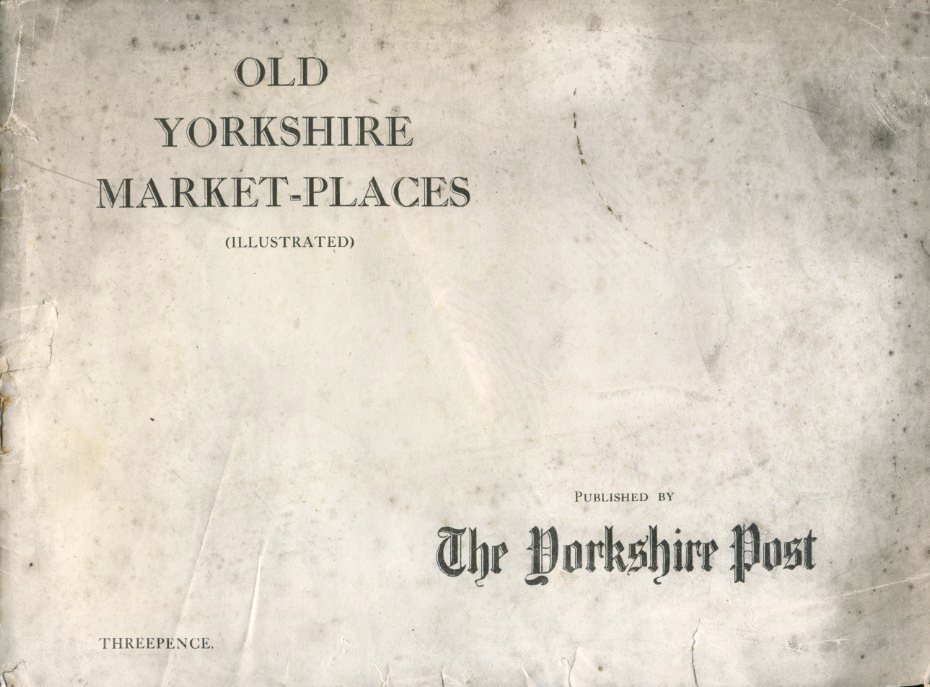 OLD
YORKSHIRE
MARKET-PLACES
(ILLUSTRATED)
PUBLISHED BY
The Yorkshire Post
THREEPENCE.